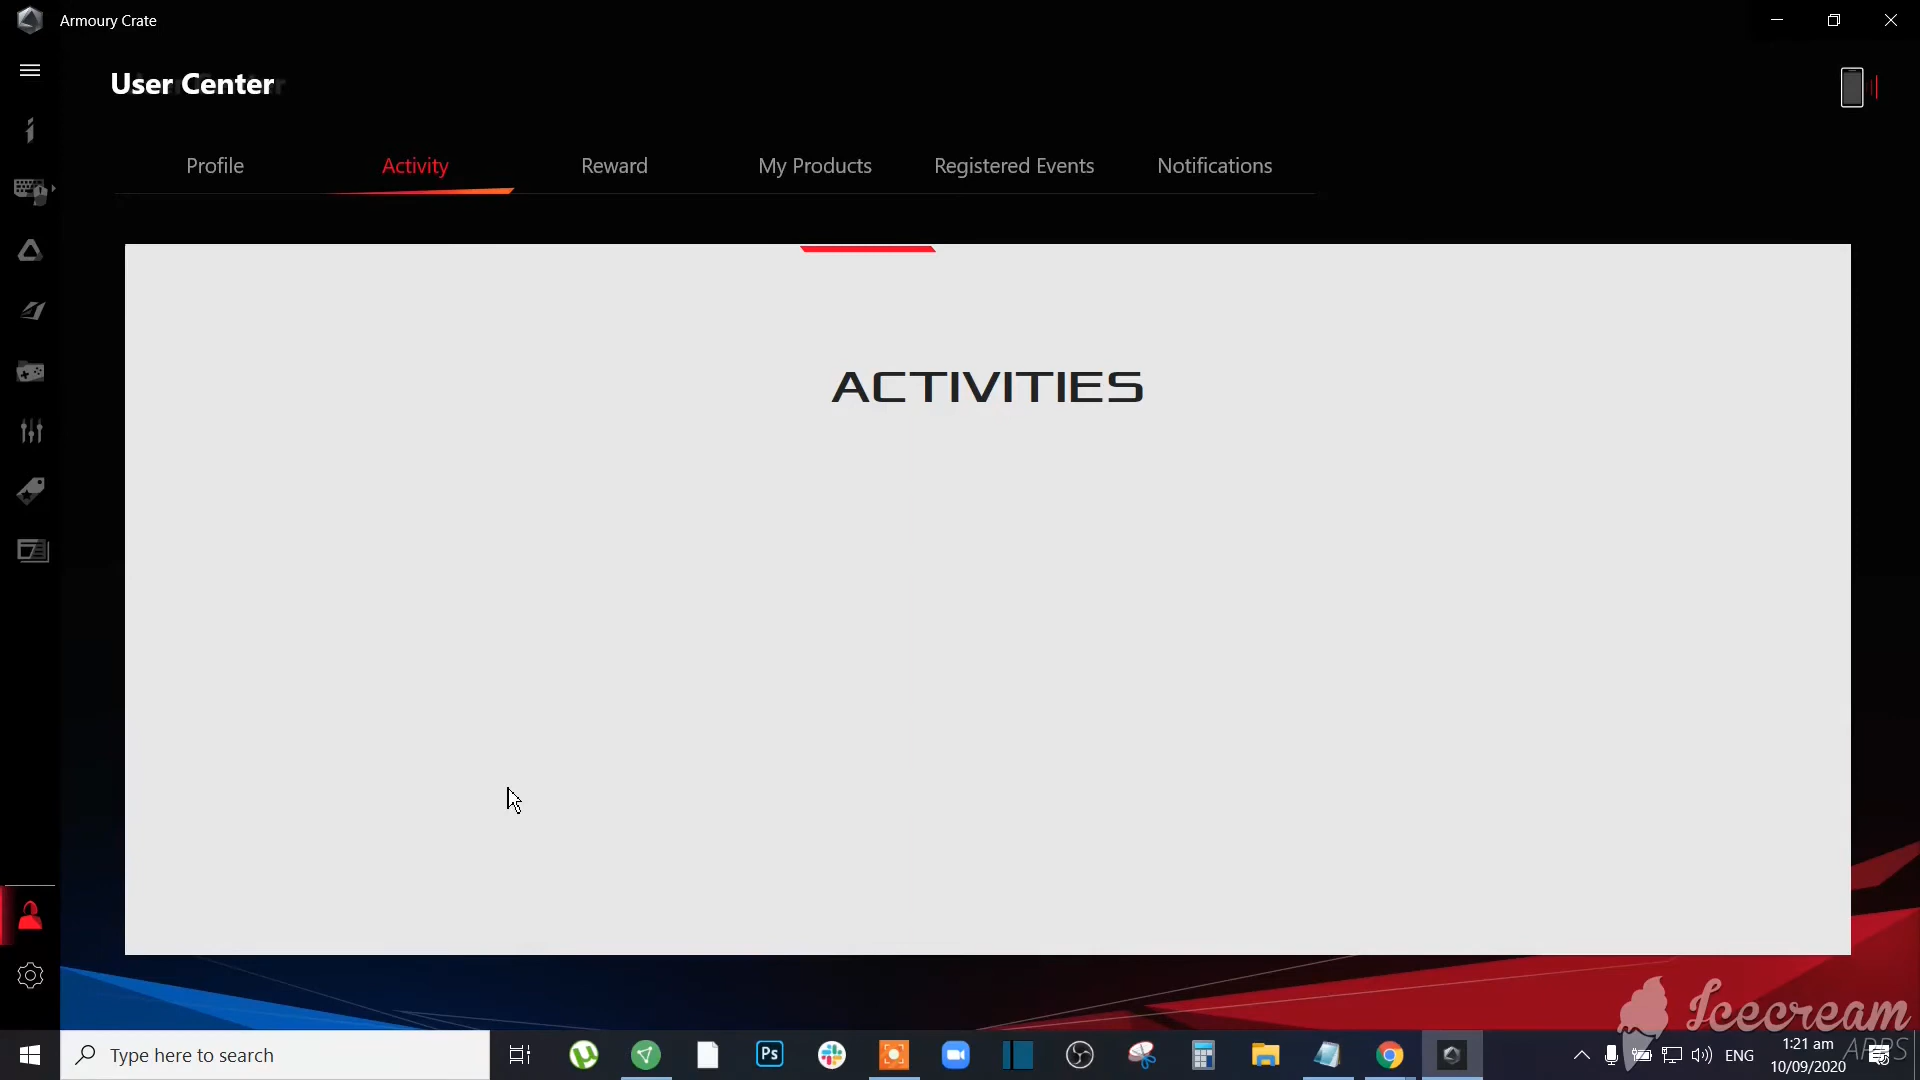 Armoury Crate
User Center
Profile
Activity
Reward
My Products
Registered Events
Notifications
ACTIVITIES
Icecream
APPS
Type here to search
Ps
ENG
1:21 am
10/09/2020